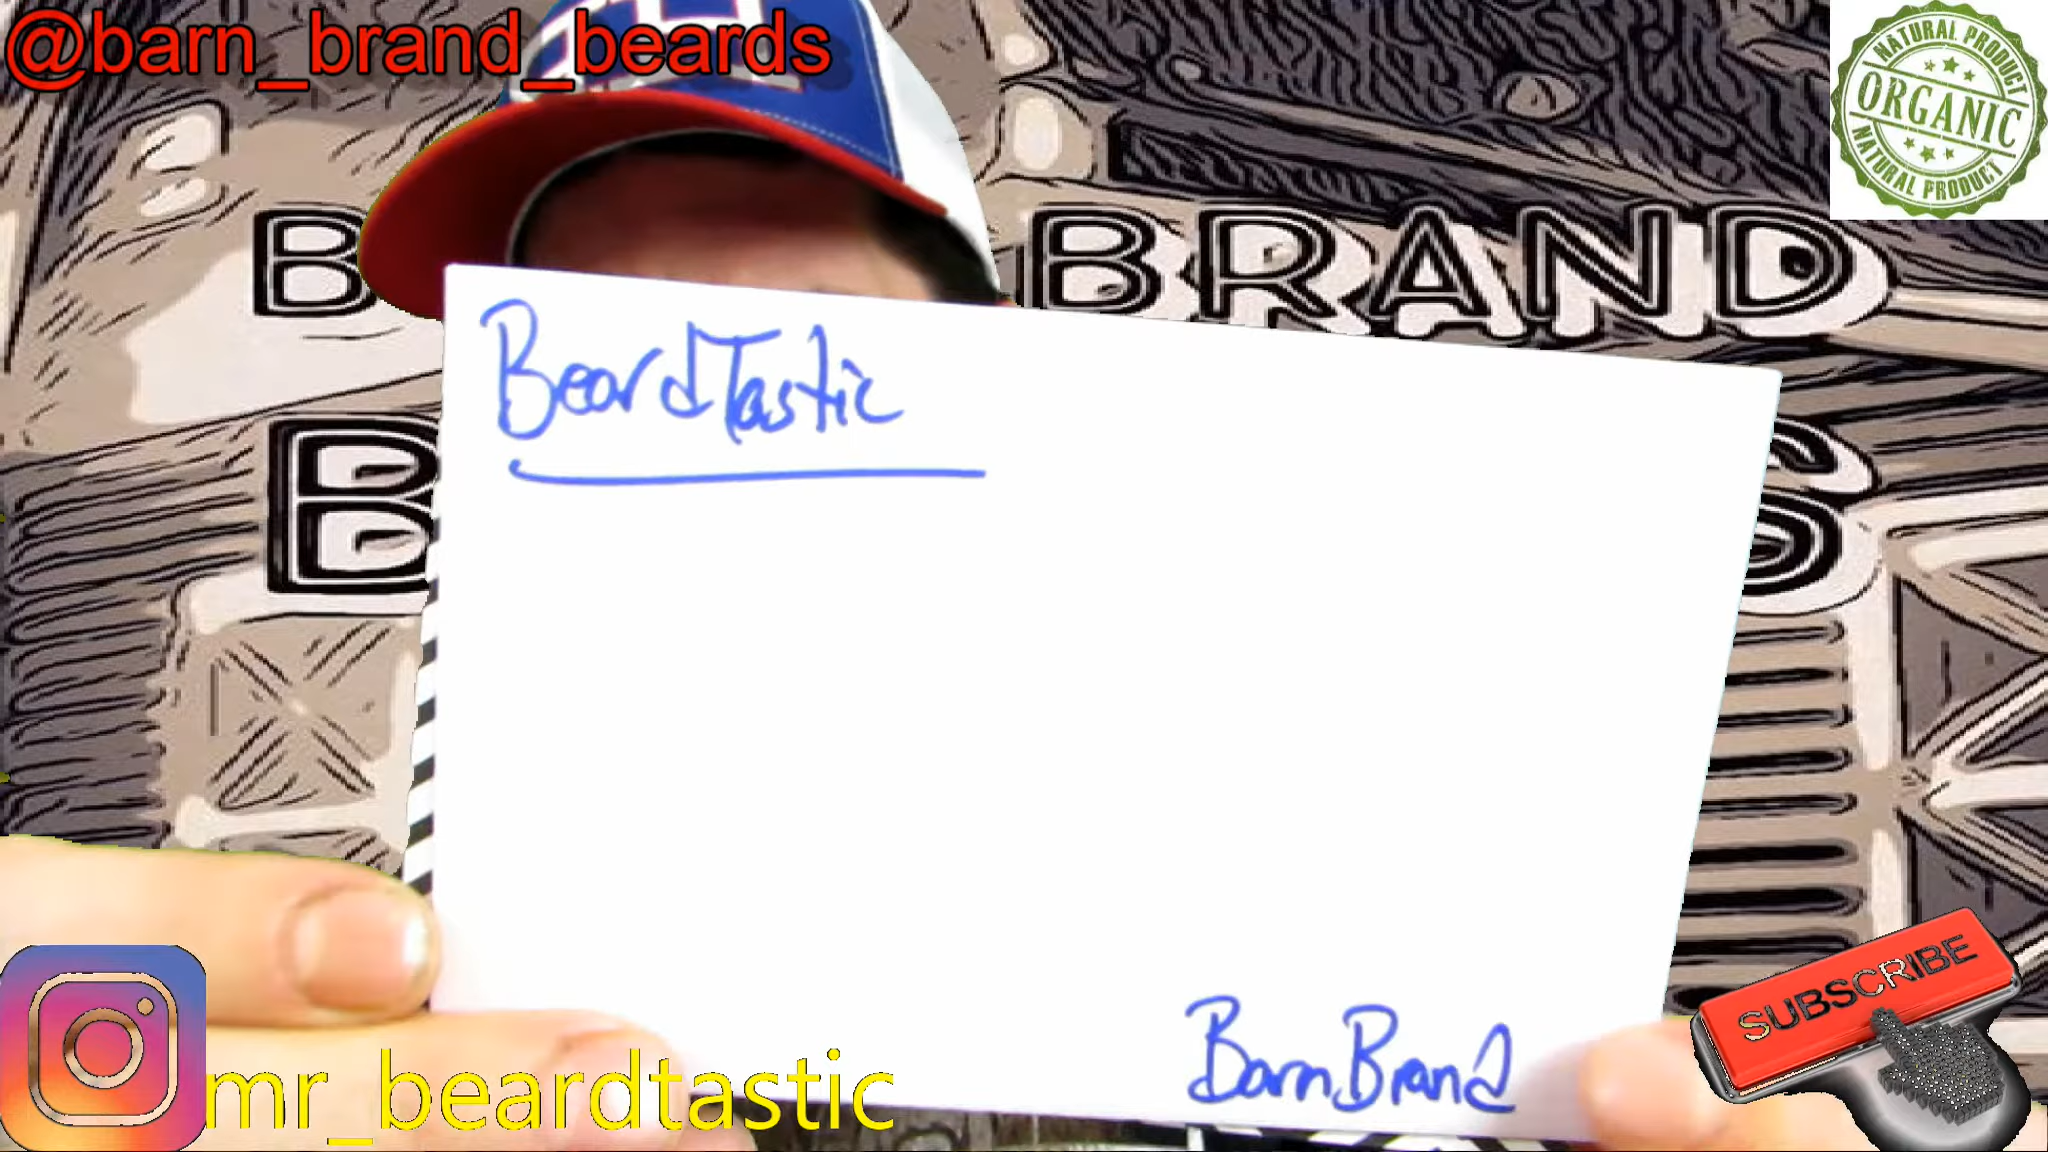 @barn_brand_beards
NATURAL PRODUCT
ORGANIC
NATURAL PRODUCT
BRAND
BeardTastic
BarnBrand
SUBSCRIBE
mr_beardtastic